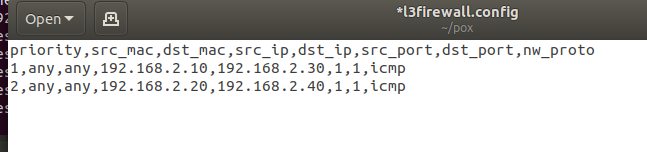 Open
*l3firewall.config
~/pox
priority,src_mac,dst_mac,src_ip,dst_ip,src_port,dst_port,nw_proto
1,any,any,192.168.2.10,192.168.2.30,1,1,icmp
2,any,any,192.168.2.20,192.168.2.40,1,1,icmp